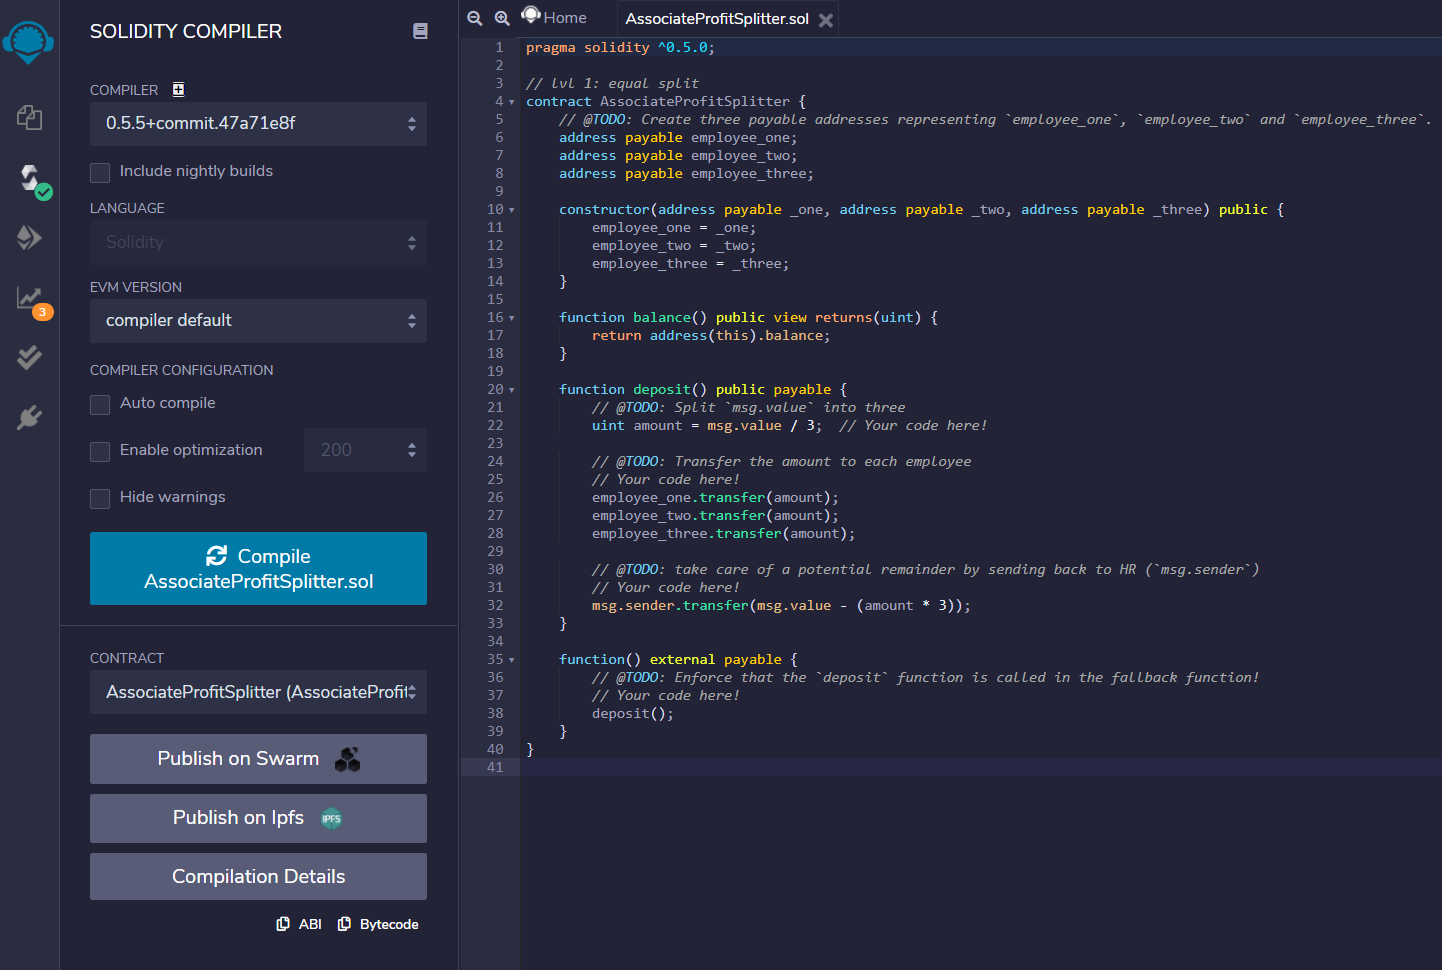 SOLIDITY COMPILER
COMPILER
0.5.5+commit.47a71e8f
Include nightly builds
LANGUAGE
Solidity
EVM VERSION
compiler default
COMPILER CONFIGURATION
Auto compile
Enable optimization
200
Hide warnings
Compile
AssociateProfitSplitter.sol
CONTRACT
AssociateProfitSplitter (AssociateProfit
Publish on Swarm
Publish on Ipfs
IPFS
Compilation Details
ABI
Bytecode
3
Home
AssociateProfitSplitter.sol
1 pragma solidity ^0.5.0;
2
3 // lvl 1: equal split
4 contract AssociateProfitSplitter {
5 // @TODO: Create three payable addresses representing `employee_one`, `employee_two` and `employee_three`.
6 address payable employee_one;
7 address payable employee_two;
8 address payable employee_three;
9
10 constructor(address payable _one, address payable _two, address payable _three) public {
11 employee_one = _one;
12 employee_two = _two;
13 employee_three = _three;
14 }
15
16 function balance() public view returns(uint) {
17 return address(this).balance;
18 }
19
20 function deposit() public payable {
21 // @TODO: Split `msg.value` into three
22 uint amount = msg.value / 3;  // Your code here!
23
24 // @TODO: Transfer the amount to each employee
25 // Your code here!
26 employee_one.transfer(amount);
27 employee_two.transfer(amount);
28 employee_three.transfer(amount);
29
30 // @TODO: take care of a potential remainder by sending back to HR (`msg.sender`)
31 // Your code here!
32 msg.sender.transfer(msg.value - (amount * 3));
33 }
34
35 function() external payable {
36 // @TODO: Enforce that the `deposit` function is called in the fallback function!
37 // Your code here!
38 deposit();
39 }
40 }
41